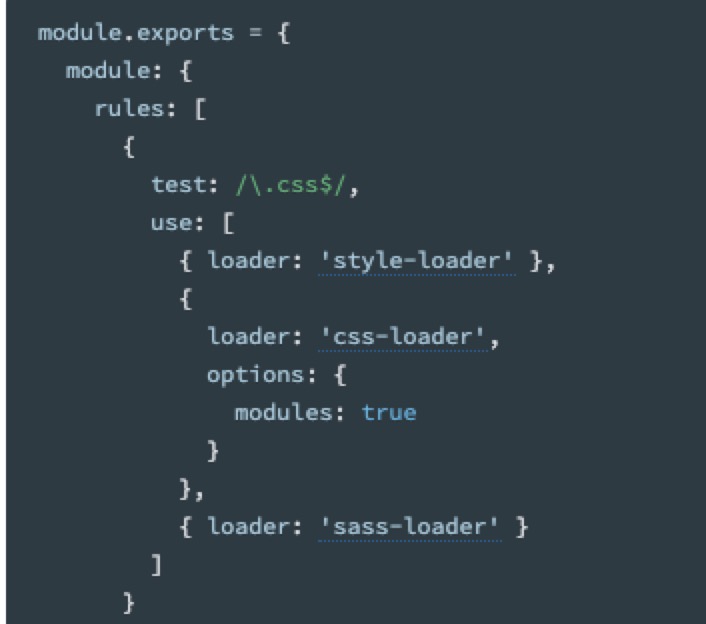 module.exports = {
  module: {
    rules: [
      {
        test: /\.css$/,
        use: [
          { loader: 'style-loader' },
          {
            loader: 'css-loader',
            options: {
              modules: true
            }
          },
          { loader: 'sass-loader' }
        ]
      }